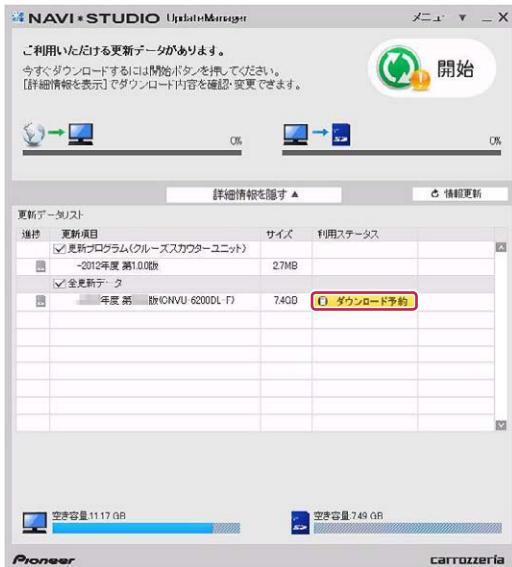 NAVI*STUDIO UpdateManager
メニュー ▼ _ X
ご利用いただける更新データがあります。
今すぐダウンロードするには開始ボタンを押してください。
[詳細情報を表示]でダウンロード内容を確認・変更できます。
開始
0%
0%
詳細情報を隠す ▲
情報更新
更新データリスト
進捗 更新項目 サイズ 利用ステータス
更新プログラム(クルーズスカウターユニット)
-2012年度 第1.0.0版 2.7MB
全更新データ
年度 第 版(CNVU-6200DL-F) 7.4GB ダウンロード予約
空き容量:11.17 GB
空き容量:7.49 GB
Pioneer
carrozzeria